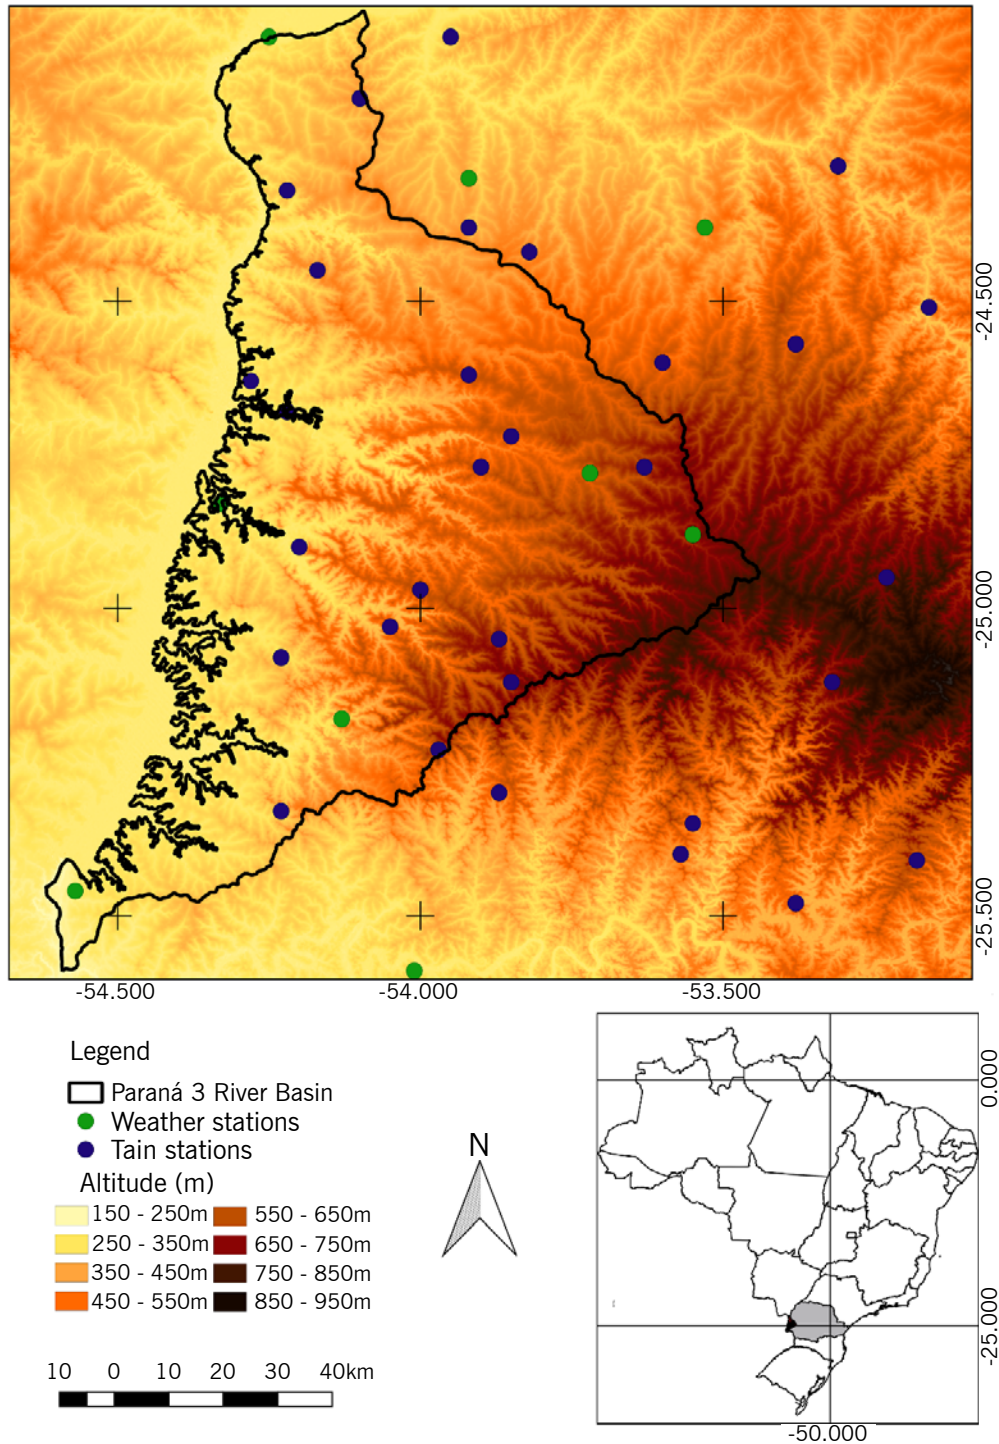 -24.500
-25.000
-25.500
-54.500 -54.000 -53.500
Legend
Paraná 3 River Basin
Weather stations
Tain stations
Altitude (m)
150 - 250m 550 - 650m
250 - 350m 650 - 750m
350 - 450m 750 - 850m
450 - 550m 850 - 950m
10 0 10 20 30 40km
N
0.000
-25.000
-50.000